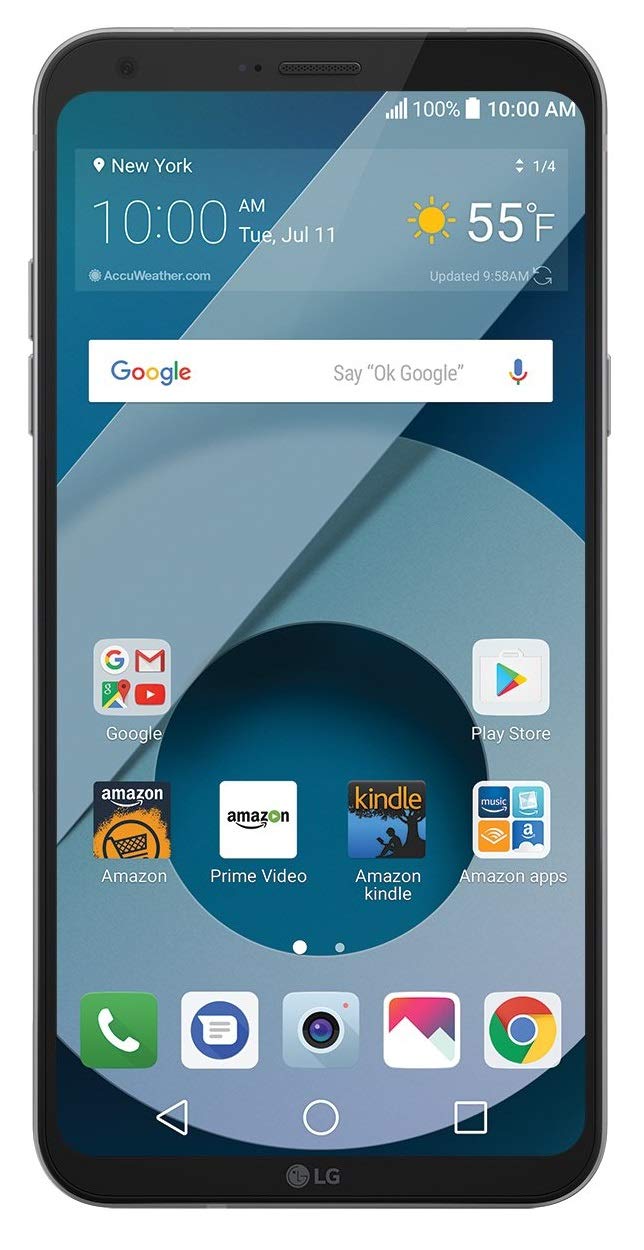 100% 10:00 AM
New York 1/4
10:00 AM
Tue, Jul 11
55°F
AccuWeather.com Updated 9:58AM
Google Say “Ok Google”
G
g
Google Play Store
amazon
amazon
kindle
music
a
Amazon Prime Video Amazon kindle Amazon apps
LG